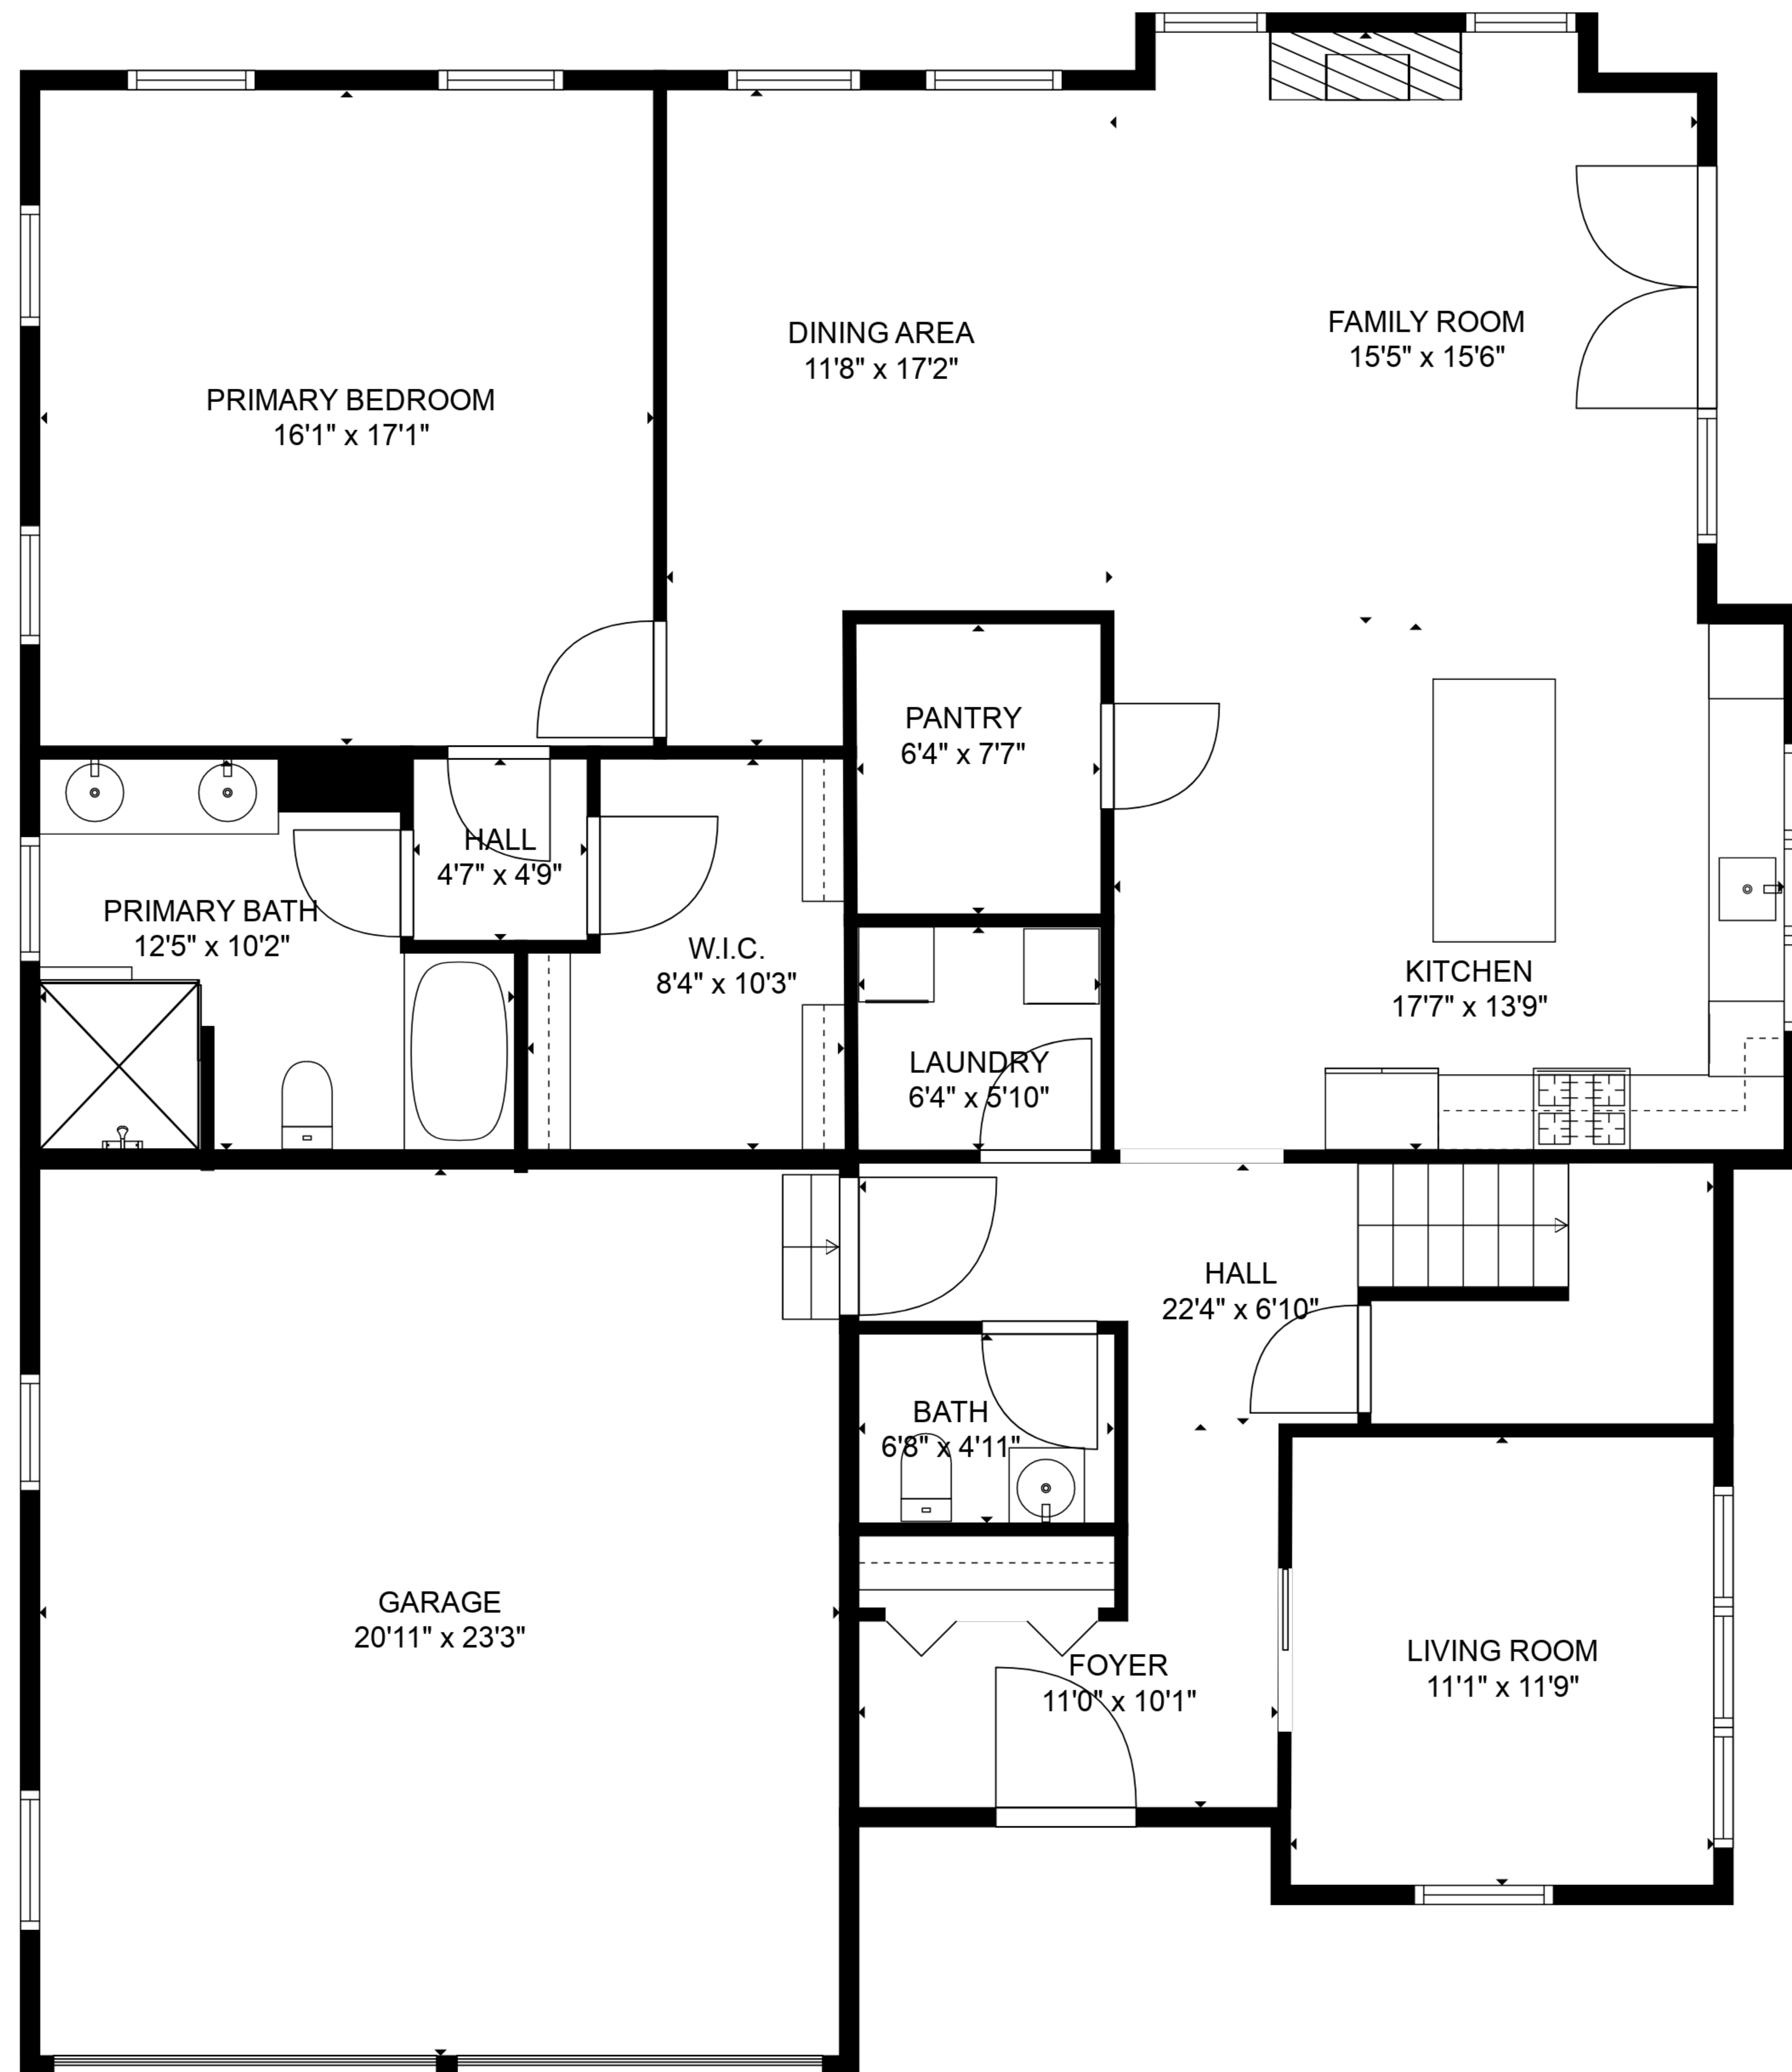 DINING AREA
11'8" x 17'2"
FAMILY ROOM
15'5" x 15'6"
PRIMARY BEDROOM
16'1" x 17'1"
PANTRY
6'4" x 7'7"
HALL
4'7" x 4'9"
PRIMARY BATH
12'5" x 10'2"
W.I.C.
8'4" x 10'3"
KITCHEN
17'7" x 13'9"
LAUNDRY
6'4" x 5'10"
HALL
22'4" x 6'10"
BATH
6'8" x 4'11"
GARAGE
20'11" x 23'3"
FOYER
11'0" x 10'1"
LIVING ROOM
11'1" x 11'9"